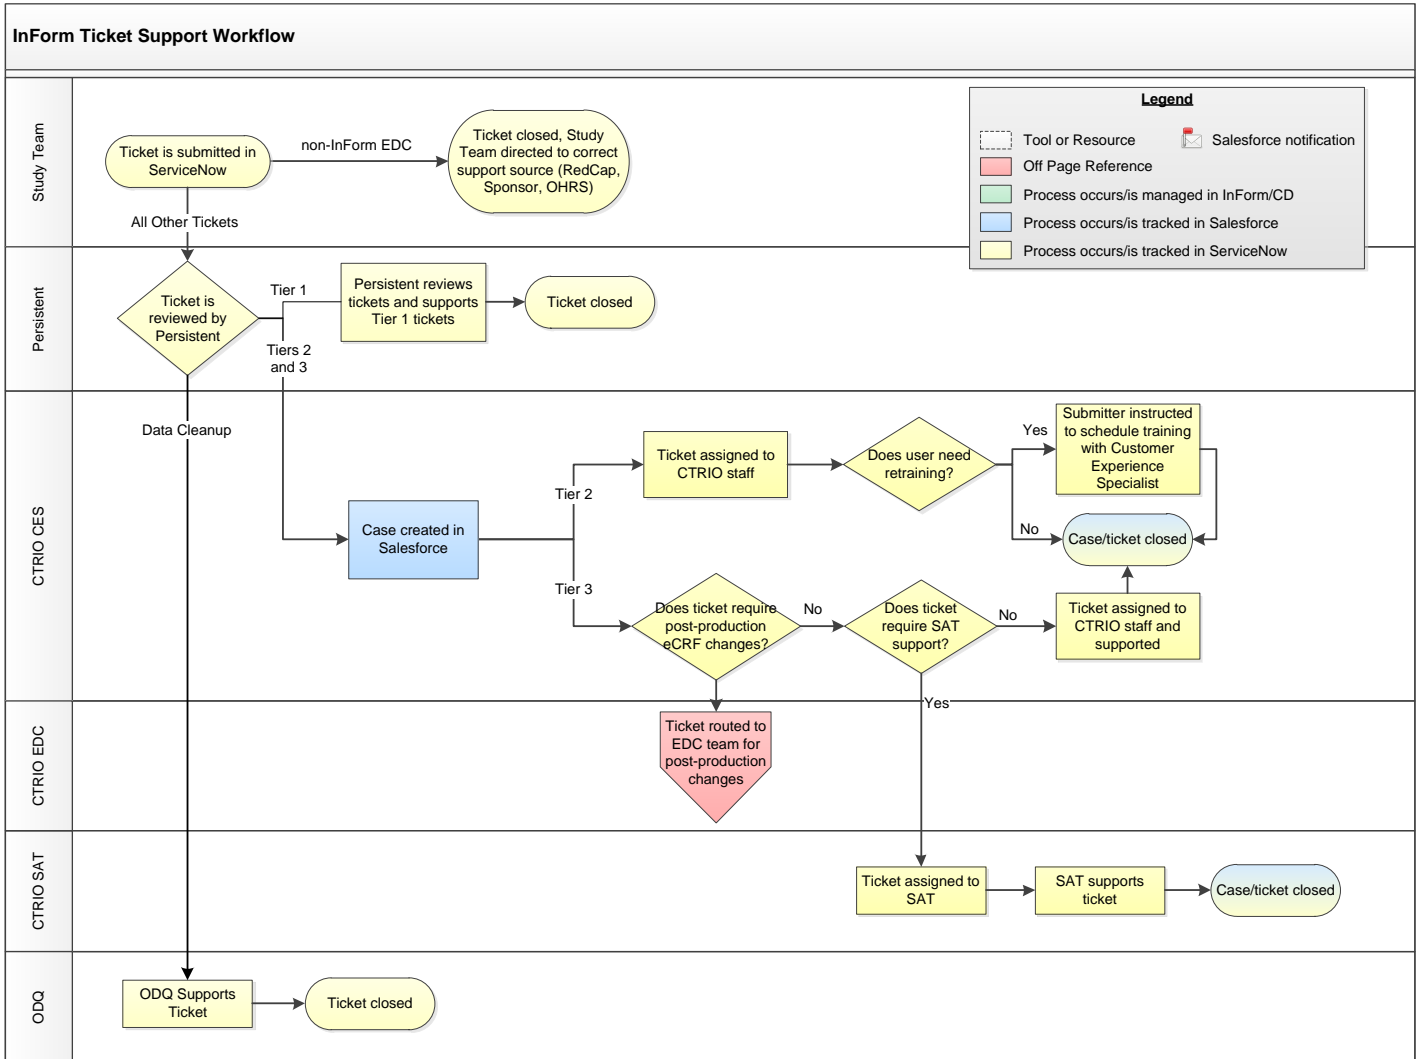 InForm Ticket Support Workflow
Study Team
Ticket is submitted in
ServiceNow
non-InForm EDC
Ticket closed, Study
Team directed to correct
support source (RedCap,
Sponsor, OHRS)
All Other Tickets
Legend
Tool or Resource
Salesforce notification
Off Page Reference
Process occurs/is managed in InForm/CD
Process occurs/is tracked in Salesforce
Process occurs/is tracked in ServiceNow
Persistent
Ticket is
reviewed by
Persistent
Tier 1
Persistent reviews
tickets and supports
Tier 1 tickets
Ticket closed
Tiers 2
and 3
Data Cleanup
CTRIO CES
Case created in
Salesforce
Tier 2
Ticket assigned to
CTRIO staff
Does user need
retraining?
Yes
Submitter instructed
to schedule training
with Customer
Experience
Specialist
No
Case/ticket closed
Tier 3
Does ticket require
post-production
eCRF changes?
No
Does ticket
require SAT
support?
No
Ticket assigned to
CTRIO staff and
supported
Yes
CTRIO EDC
Ticket routed to
EDC team for
post-production
changes
CTRIO SAT
Ticket assigned to
SAT
SAT supports
ticket
Case/ticket closed
ODQ
ODQ Supports
Ticket
Ticket closed